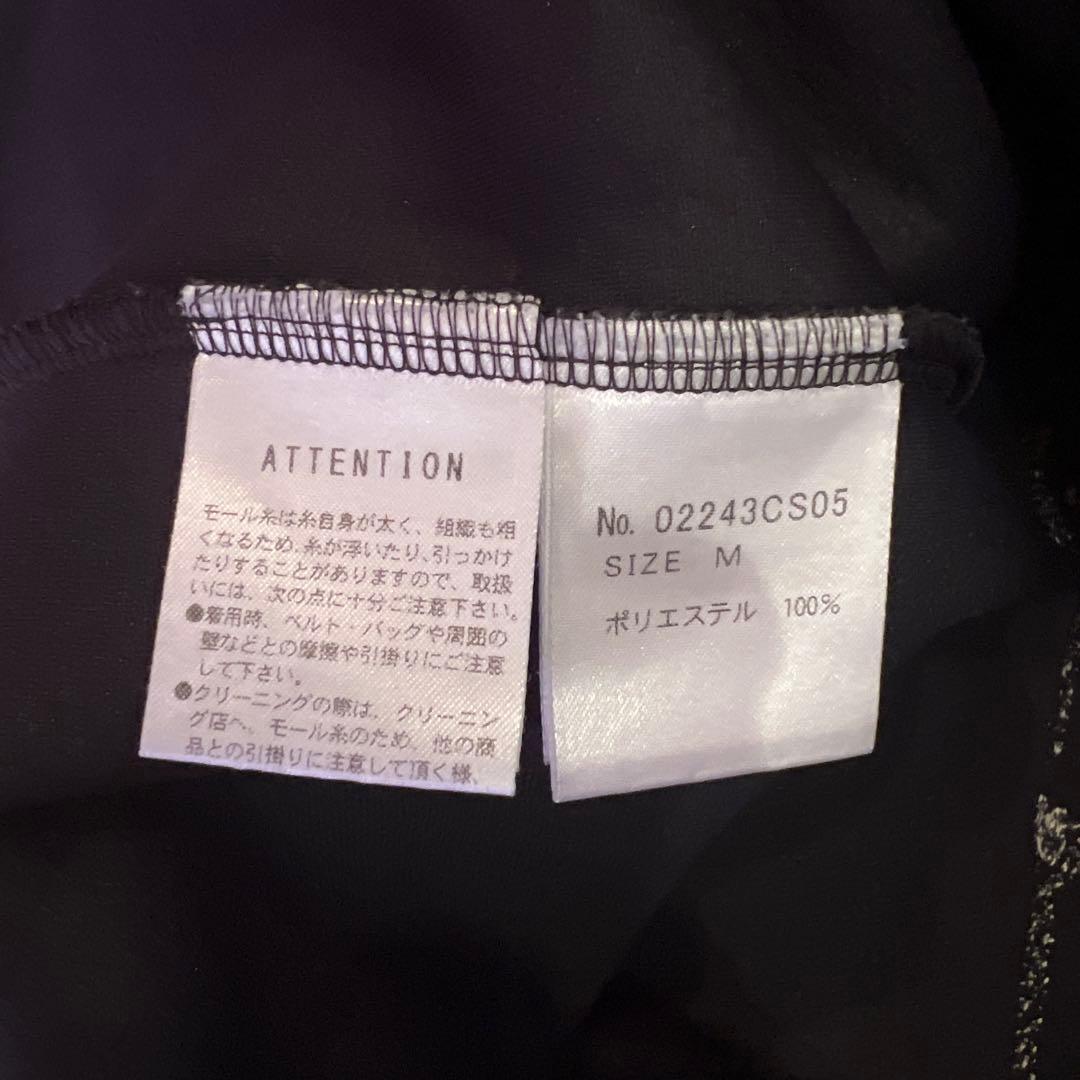 ATTENTION
モール糸は糸自身が太く、組織も粗
くなるため、糸が浮いたり、引っかけ
たりすることがありますので、取扱
いには、次の点に十分ご注意下さい。
●着用時、ベルト・バッグや周囲の
壁などとの摩擦や引掛りにご注意
して下さい。
●クリーニングの際は、クリーニン
グ店へ、モール糸のため、他の商
品との引掛りに注意して頂く様、
No. 02243CS05
SIZE M
ポリエステル 100%